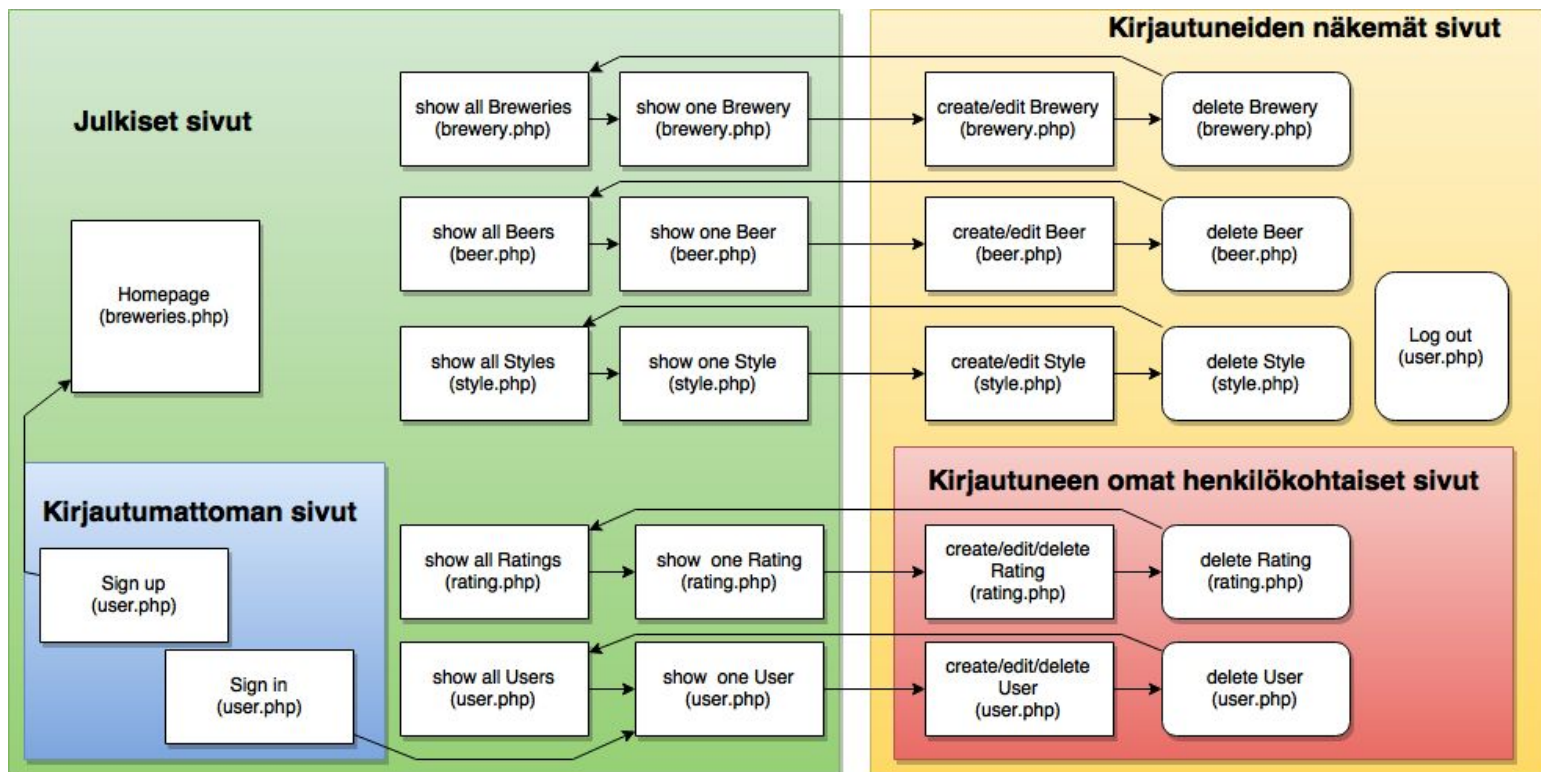 Julkiset sivut
Homepage
(breweries.php)
Kirjautumattoman sivut
Sign up
(user.php)
Sign in
(user.php)
show all Breweries
(brewery.php)
show one Brewery
(brewery.php)
show all Beers
(beer.php)
show one Beer
(beer.php)
show all Styles
(style.php)
show one Style
(style.php)
show all Ratings
(rating.php)
show one Rating
(rating.php)
show all Users
(user.php)
show one User
(user.php)
Kirjautuneiden näkemät sivut
create/edit Brewery
(brewery.php)
delete Brewery
(brewery.php)
create/edit Beer
(beer.php)
delete Beer
(beer.php)
create/edit Style
(style.php)
delete Style
(style.php)
Log out
(user.php)
Kirjautuneen omat henkilökohtaiset sivut
create/edit/delete
Rating
(rating.php)
delete Rating
(rating.php)
create/edit/delete
User
(user.php)
delete User
(user.php)